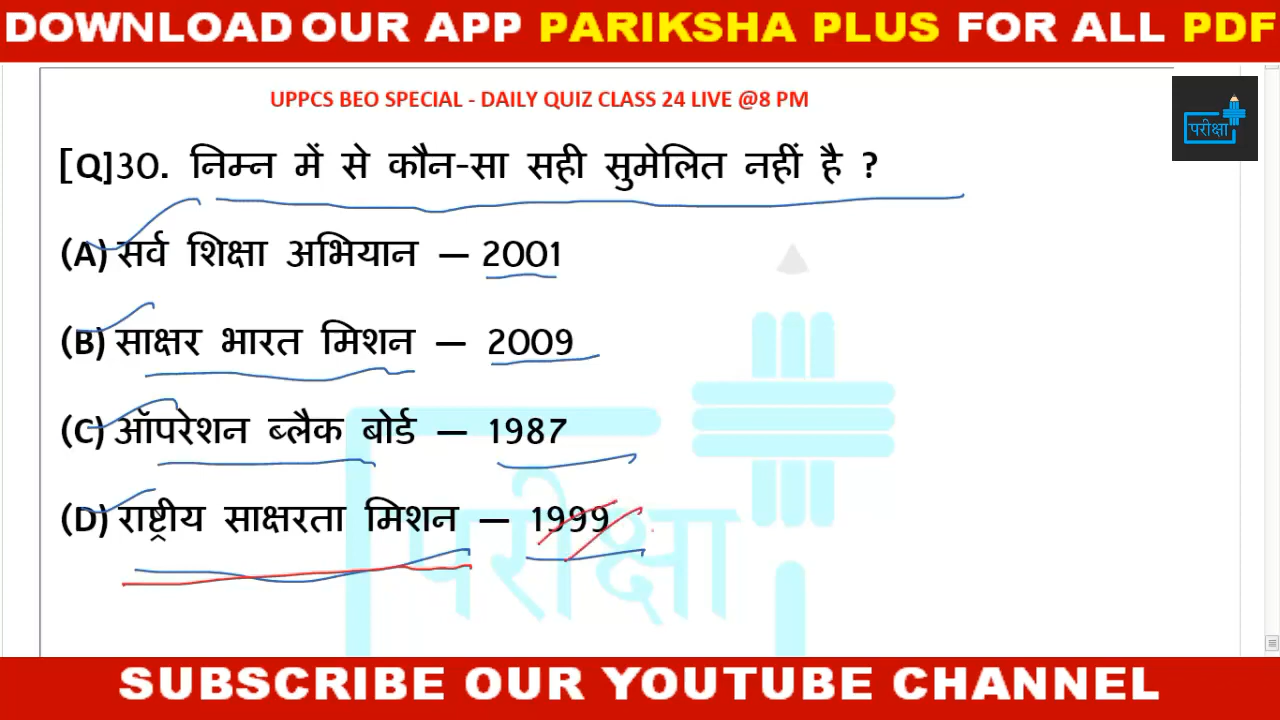 DOWNLOAD OUR APP PARIKSHA PLUS FOR ALL PDF
UPPCS BEO SPECIAL - DAILY QUIZ CLASS 24 LIVE @8 PM
परीक्षा
[Q]30. निम्न में से कौन-सा सही सुमेलित नहीं है ?
(A) सर्व शिक्षा अभियान — 2001
(B) साक्षर भारत मिशन — 2009
(C) ऑपरेशन ब्लैक बोर्ड — 1987
(D) राष्ट्रीय साक्षरता मिशन — 1999
परीक्षा
SUBSCRIBE OUR YOUTUBE CHANNEL